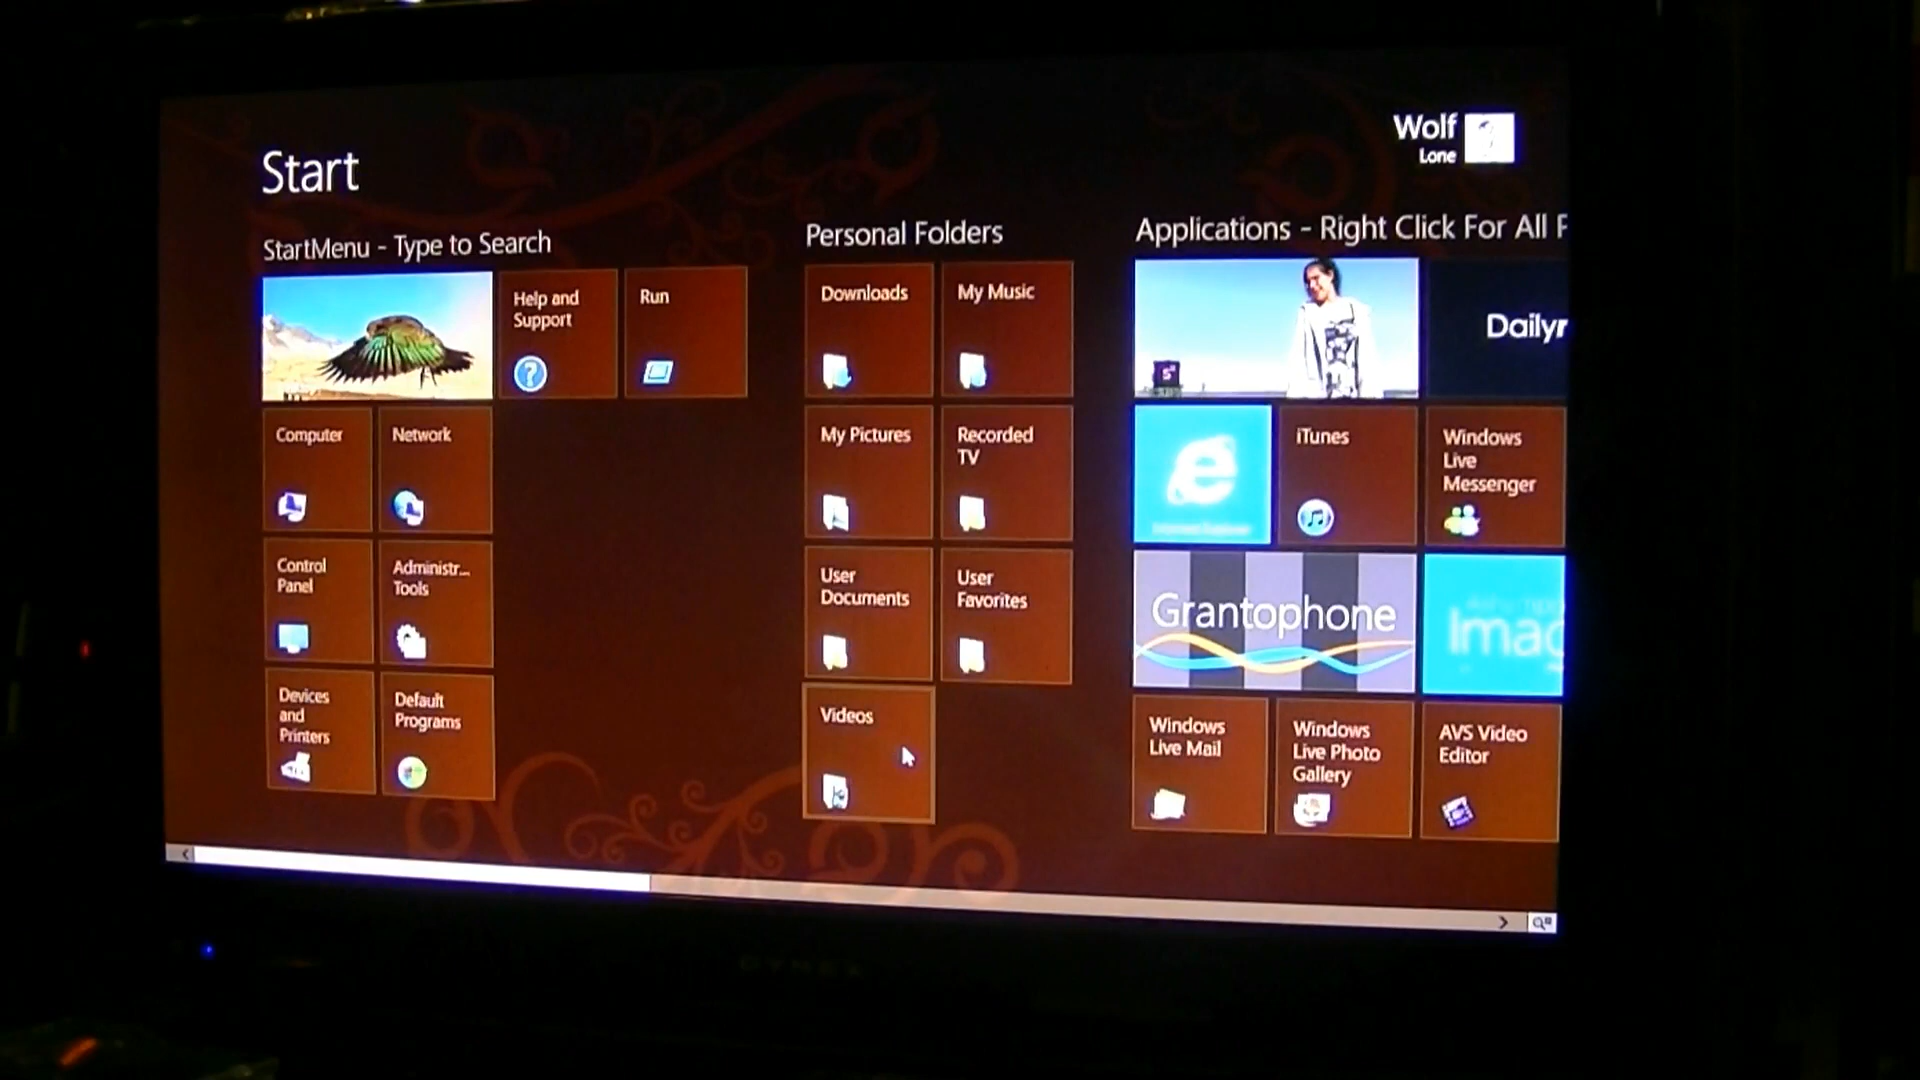 Start
Wolf
Lone
StartMenu - Type to Search
Help and
Support
Run
Computer
Network
Control
Panel
Administr...
Tools
Devices
and
Printers
Default
Programs
Personal Folders
Downloads
My Music
My Pictures
Recorded
TV
User
Documents
User
Favorites
Videos
Applications - Right Click For All P
Dailyr
iTunes
Windows
Live
Messenger
Grantophone
Imag
Windows
Live Mail
Windows
Live Photo
Gallery
AVS Video
Editor
DYNEX